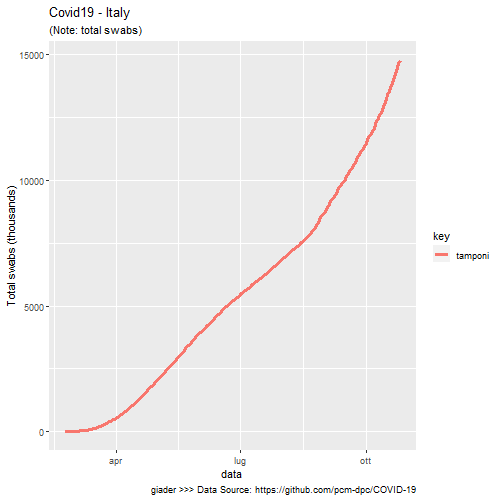 Covid19 - Italy
(Note: total swabs)
Total swabs (thousands)
15000
10000
5000
0
apr
lug
ott
data
key
tamponi
giader >>> Data Source: https://github.com/pcm-dpc/COVID-19